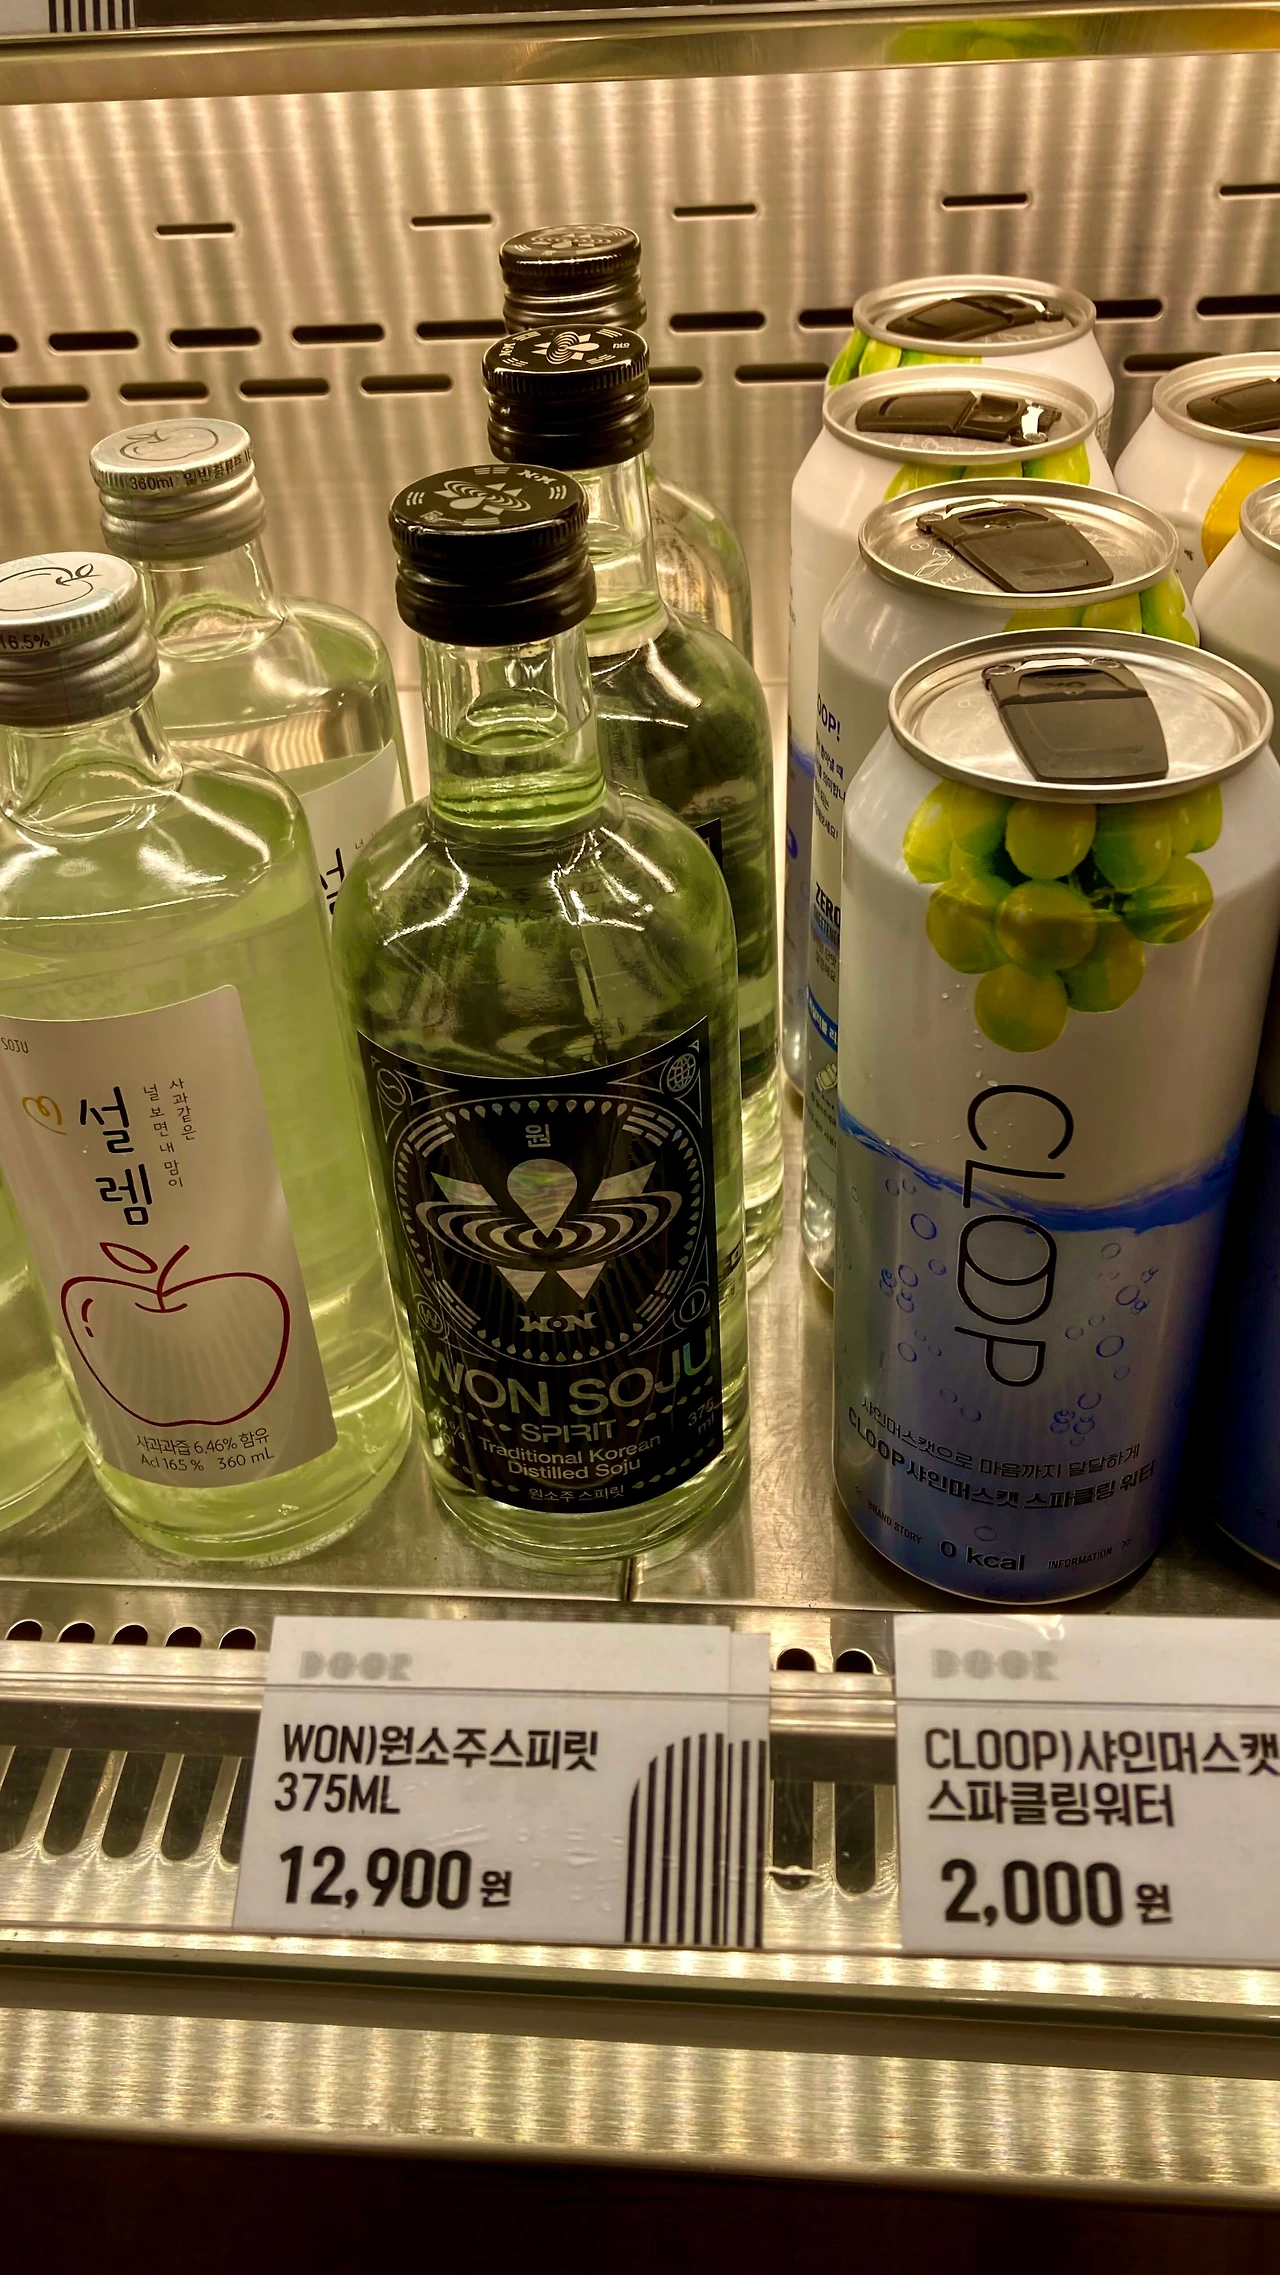 360ml
16.5%
SOJU
사과같은
널 보면 내 맘이
설렘
사과과즙 6.46% 함유
Acl 16.5% 360 mL
원
WON
WON SOJU
SPIRIT
375
ml
Traditional Korean
Distilled Soju
원소주 스피릿
ZERO
CLOOP
샤인머스캣으로 마음까지 달달하게
CLOOP 샤인머스캣 스파클링 워터
<< BRAND STORY
0 kcal
INFORMATION >>
WON)원소주스피릿
375ML
12,900원
CLOOP)샤인머스캣
스파클링워터
2,000원